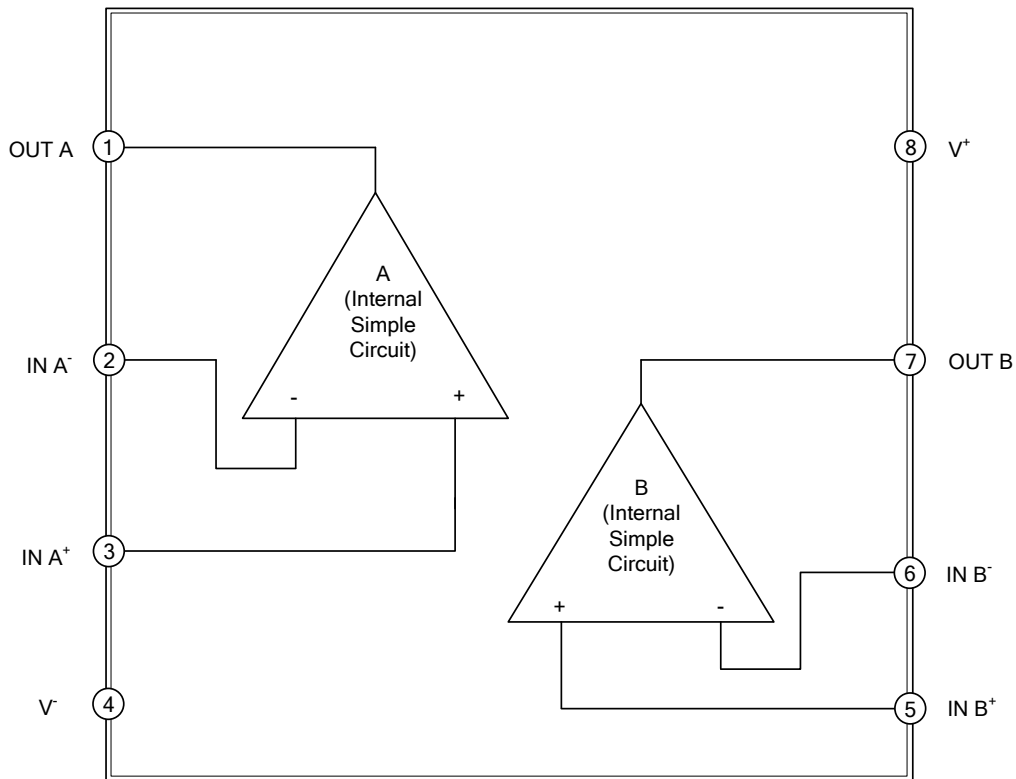 OUT A 1
8 V⁺
A
(Internal
Simple
Circuit)
- +
IN A⁻ 2
7 OUT B
B
(Internal
Simple
Circuit)
+ -
IN A⁺ 3
6 IN B⁻
V⁻ 4
5 IN B⁺